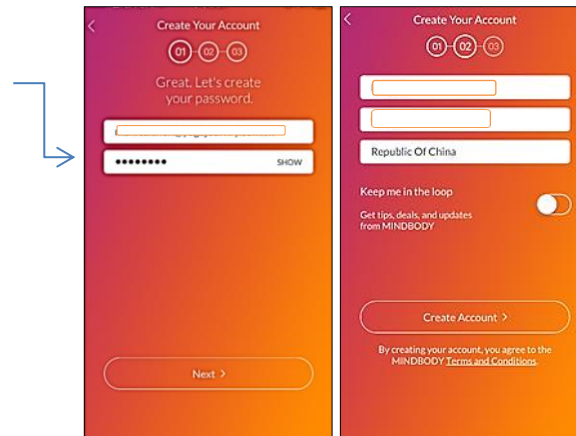 Create Your Account
01 02 03
Great. Let's create
your password.
SHOW
Next >
Create Your Account
01 02 03
Republic Of China
Keep me in the loop
Get tips, deals, and updates
from MINDBODY
Create Account >
By creating your account, you agree to the
MINDBODY Terms and Conditions.